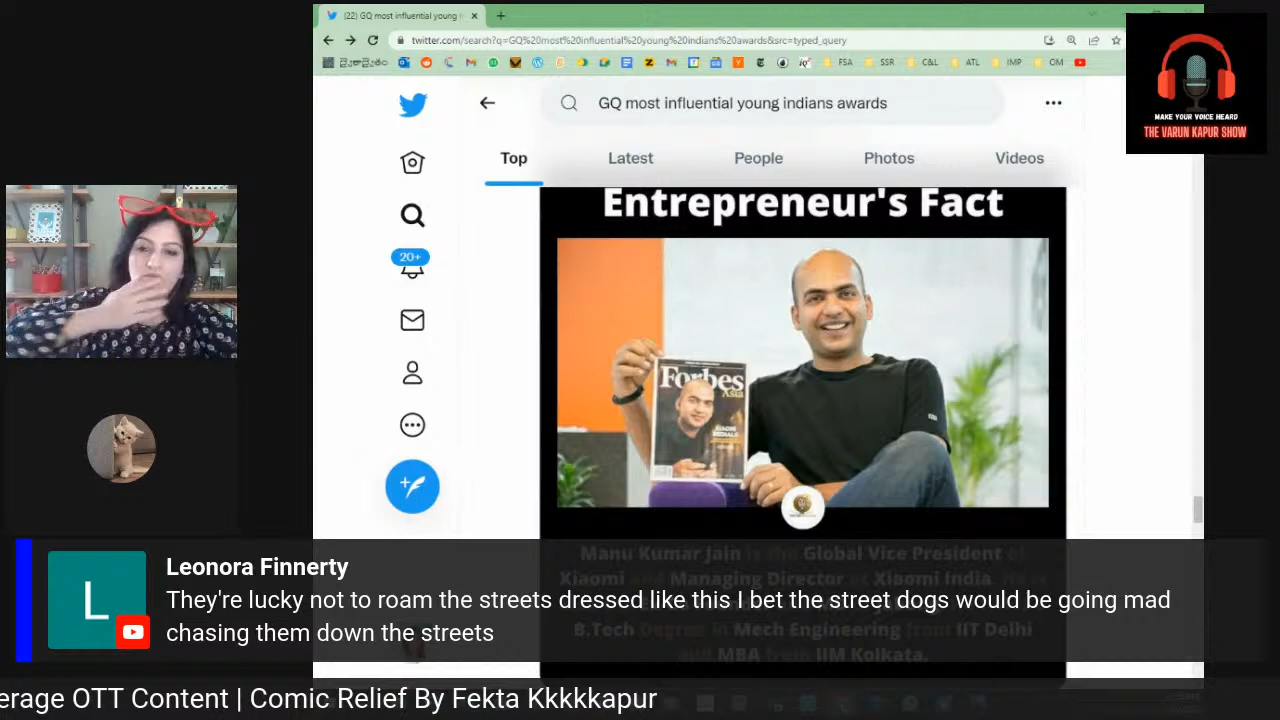 (22) GQ most influential young
twitter.com/search?q=GQ%20most%20influential%20young%20indians%20awards&src=typed_query
FSA SSR C&L ATL IMP OM
MAKE YOUR VOICE HEARD
THE VARUN KAPUR SHOW
GQ most influential young indians awards
Top Latest People Photos Videos
20+
Entrepreneur's Fact
Forbes
Asia
Manu Kumar Jain is the Global Vice President of
Xiaomi and Managing Director of Xiaomi India.
B.Tech Degree in Mech Engineering from IIT Delhi
and MBA from IIM Kolkata.
L
Leonora Finnerty
They're lucky not to roam the streets dressed like this I bet the street dogs would be going mad
chasing them down the streets
erage OTT Content | Comic Relief By Fekta Kkkkkapur